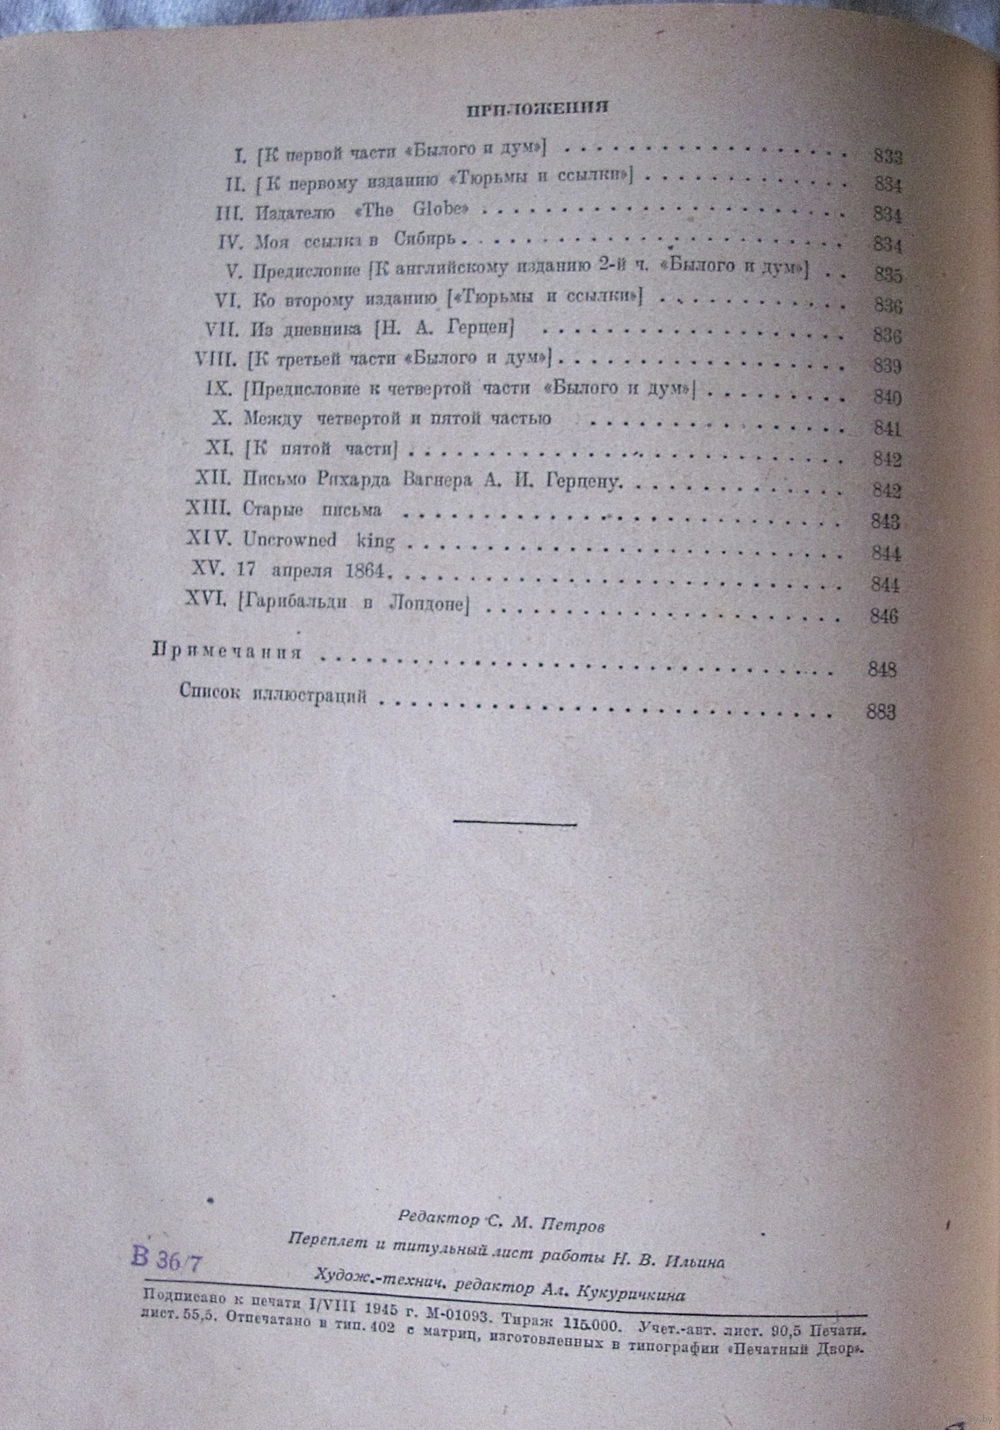 ПРИЛОЖЕНИЯ
I. [К первой части «Былого и дум»] . . . . . . . . . . . . . . . . . . 833
II. [К первому изданию «Тюрьмы и ссылки»] . . . . . . . . . . . . . 834
III. Издателю «The Globe» . . . . . . . . . . . . . . . . . . . . . . . 834
IV. Моя ссылка в Сибирь . . . . . . . . . . . . . . . . . . . . . . . . 834
V. Предисловие [К английскому изданию 2-й ч. «Былого и дум»] . . 835
VI. Ко второму изданию [«Тюрьмы и ссылки»] . . . . . . . . . . . . 836
VII. Из дневника [Н. А. Герцен] . . . . . . . . . . . . . . . . . . . 836
VIII. [К третьей части «Былого и дум»] . . . . . . . . . . . . . . . . . . 839
IX. [Предисловие к четвертой части «Былого и дум»] . . . . . . . . . 840
X. Между четвертой и пятой частью . . . . . . . . . . . . . . . . 841
XI. [К пятой части] . . . . . . . . . . . . . . . . . . . . . . . . . . . 842
XII. Письмо Рихарда Вагнера А. И. Герцену. . . . . . . . . . . . . . 842
XIII. Старые письма . . . . . . . . . . . . . . . . . . . . . . . . . . . 843
XIV. Uncrowned king . . . . . . . . . . . . . . . . . . . . . . . . . . . 844
XV. 17 апреля 1864. . . . . . . . . . . . . . . . . . . . . . . . . . . . 844
XVI. [Гарибальди в Лондоне] . . . . . . . . . . . . . . . . . . . . . . 846
Примечания . . . . . . . . . . . . . . . . . . . . . . . . . . . . . . . 848
Список иллюстраций . . . . . . . . . . . . . . . . . . . . . . . . . . . . 883
Редактор С. М. Петров
Переплет и титульный лист работы Н. В. Ильина
Худож.-технич. редактор Ал. Кукуричкина
В 36/7
Подписано к печати I/VIII 1945 г. М-01093. Тираж 115.000. Учет.-авт. лист. 90,5 Печатн.
лист. 55,5. Отпечатано в тип. 402 с матриц, изготовленных в типографии «Печатный Двор».